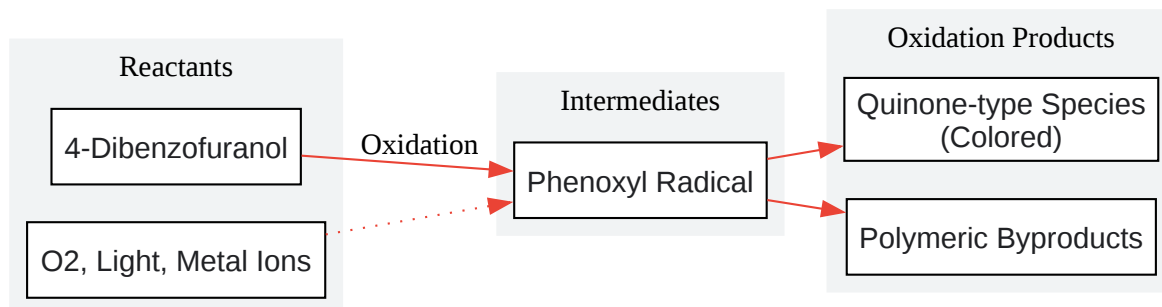 Reactants
4-Dibenzofuranol
O2, Light, Metal Ions
Oxidation
Intermediates
Phenoxyl Radical
Oxidation Products
Quinone-type Species
(Colored)
Polymeric Byproducts